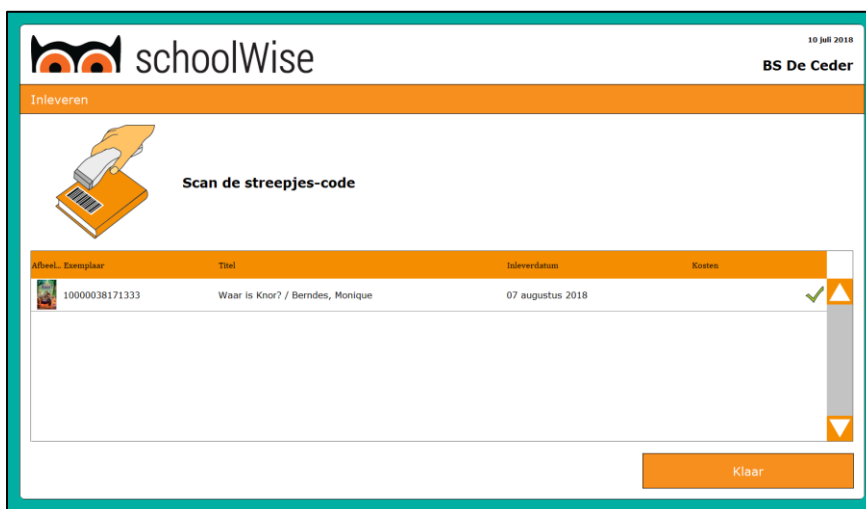 schoolWise
10 juli 2018
BS De Ceder
Inleveren
Scan de streepjes-code
Afbeel... Exemplaar Titel Inleverdatum Kosten
10000038171333 Waar is Knor? / Berndes, Monique 07 augustus 2018
Klaar